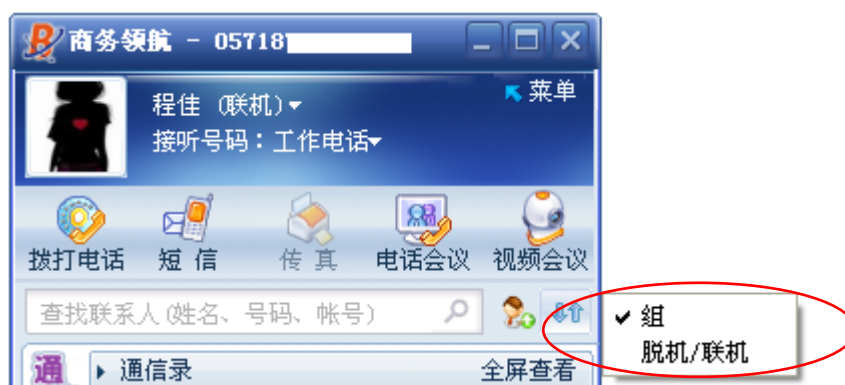 商务领航 - 05718
程佳 (联机)
菜单
接听号码：工作电话
拨打电话 短信 传真 电话会议 视频会议
查找联系人(姓名、号码、帐号)
组
脱机/联机
通 通信录 全屏查看